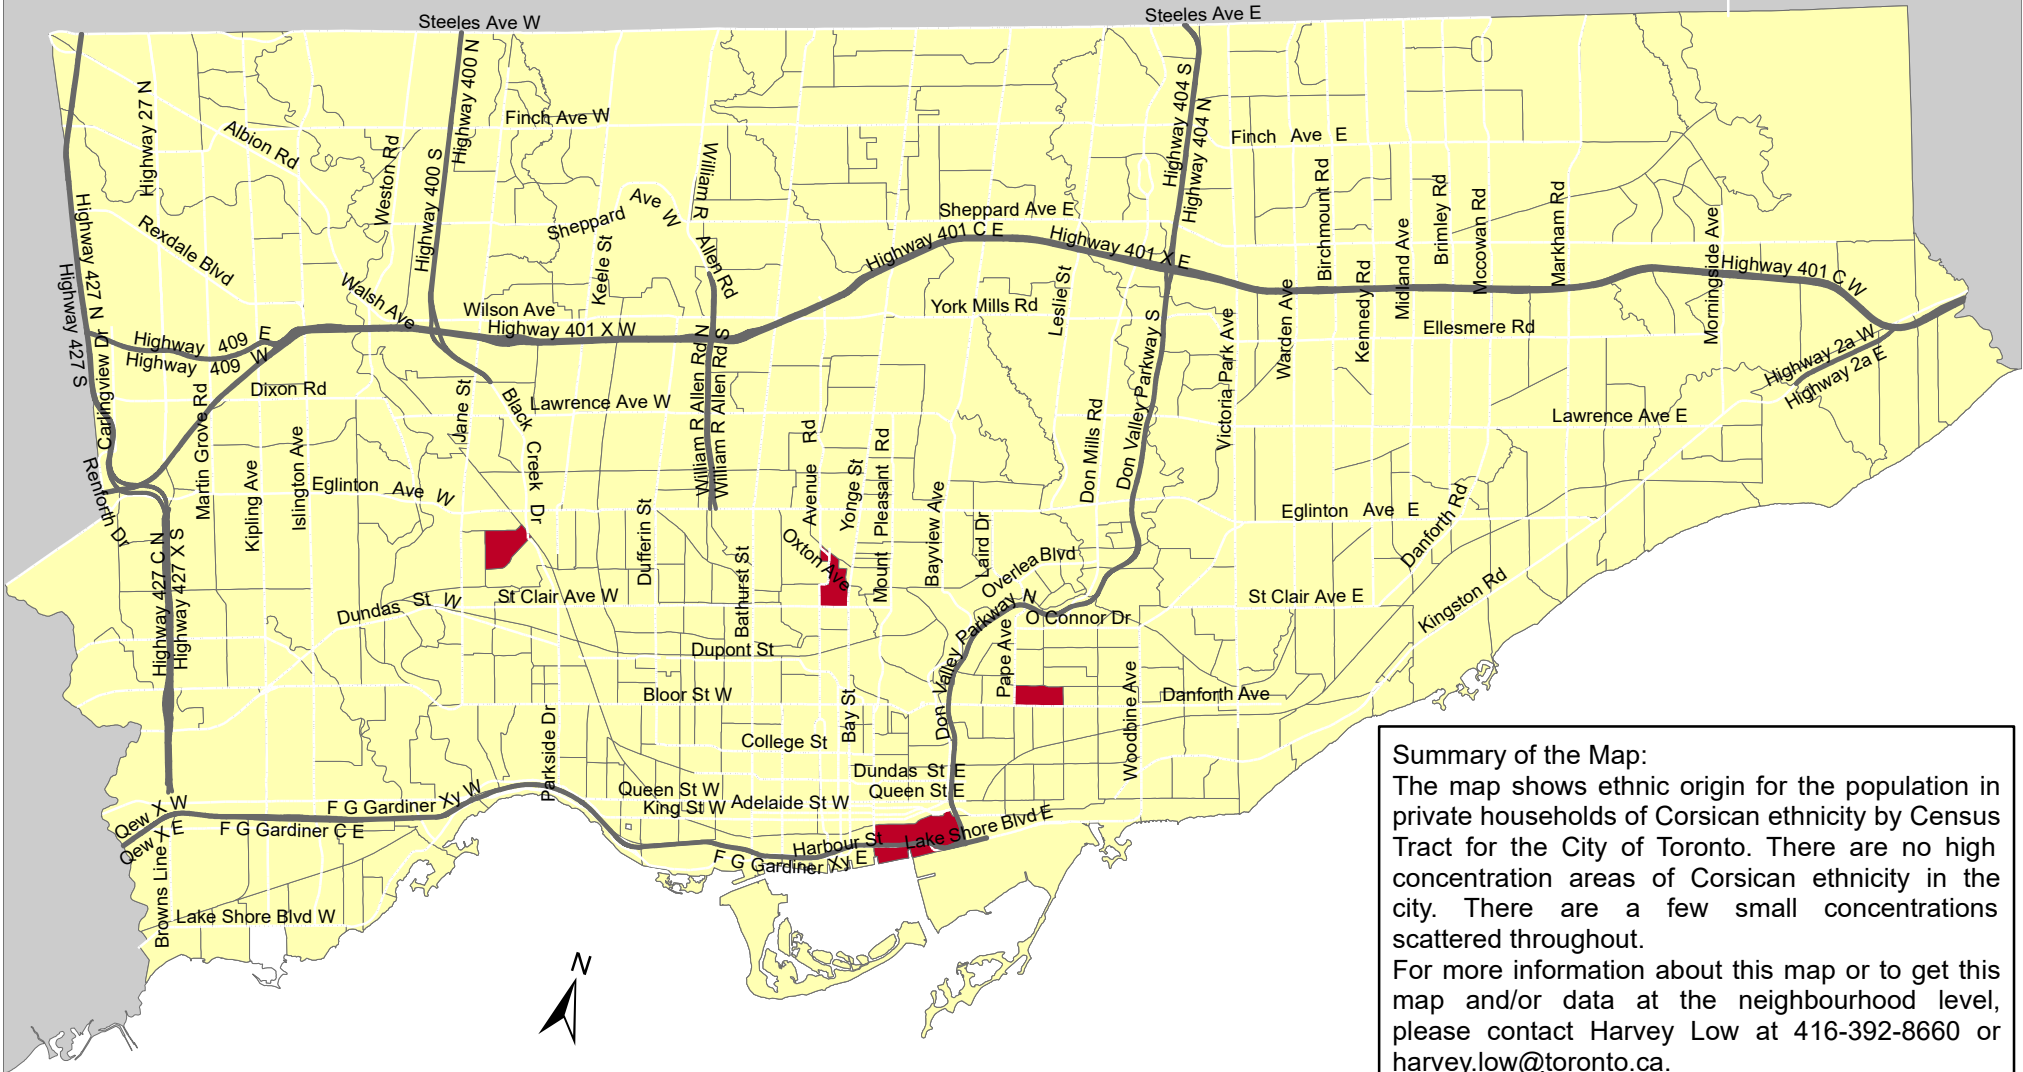 Steeles Ave W
Steeles Ave E
Highway 400 N
Highway 404 S
Highway 27 N
Finch Ave W
Highway 404 N
Finch Ave E
Albion Rd
Weston Rd
Highway 400 S
William R Allen Rd
Birchmount Rd
Brimley Rd
Mccowan Rd
Markham Rd
Highway 427 N
Sheppard Ave W
Sheppard Ave E
Midland Ave
Morningside Ave
Rexdale Blvd
Keele St
Highway 401 C E
Highway 401 X E
Highway 401 C W
Highway 427 S
Walsh Ave
Wilson Ave
York Mills Rd
Leslie St
Warden Ave
Kennedy Rd
Ellesmere Rd
Highway 409 E
Highway 401 X W
Highway 409 W
Carlingview Dr
William R Allen Rd N
William R Allen Rd S
Don Valley Parkway S
Victoria Park Ave
Highway 2a W
Highway 2a E
Martin Grove Rd
Dixon Rd
Jane St
Black Creek Dr
Lawrence Ave W
Lawrence Ave E
Islington Ave
Avenue Rd
Yonge St
Mount Pleasant Rd
Don Mills Rd
Renforth Dr
Kipling Ave
Eglinton Ave W
Dufferin St
Bayview Ave
Laird Dr
Eglinton Ave E
Danforth Rd
Highway 427 C N
Highway 427 X S
Oxton Ave
Bathurst St
Overlea Blvd
Dundas St W
St Clair Ave W
Don Valley Parkway N
O Connor Dr
St Clair Ave E
Kingston Rd
Dupont St
Pape Ave
Bloor St W
Bay St
Woodbine Ave
Danforth Ave
Parkside Dr
College St
Dundas St E
Queen St W
Queen St E
King St W
Adelaide St W
Qew X W
F G Gardiner Xy W
Qew X E
F G Gardiner C E
Harbour St
Lake Shore Blvd E
F G Gardiner Xy E
Browns Line
Lake Shore Blvd W
N
Summary of the Map:
The map shows ethnic origin for the population in
private households of Corsican ethnicity by Census
Tract for the City of Toronto. There are no high
concentration areas of Corsican ethnicity in the
city. There are a few small concentrations
scattered throughout.
For more information about this map or to get this
map and/or data at the neighbourhood level,
please contact Harvey Low at 416-392-8660 or
harvey.low@toronto.ca.